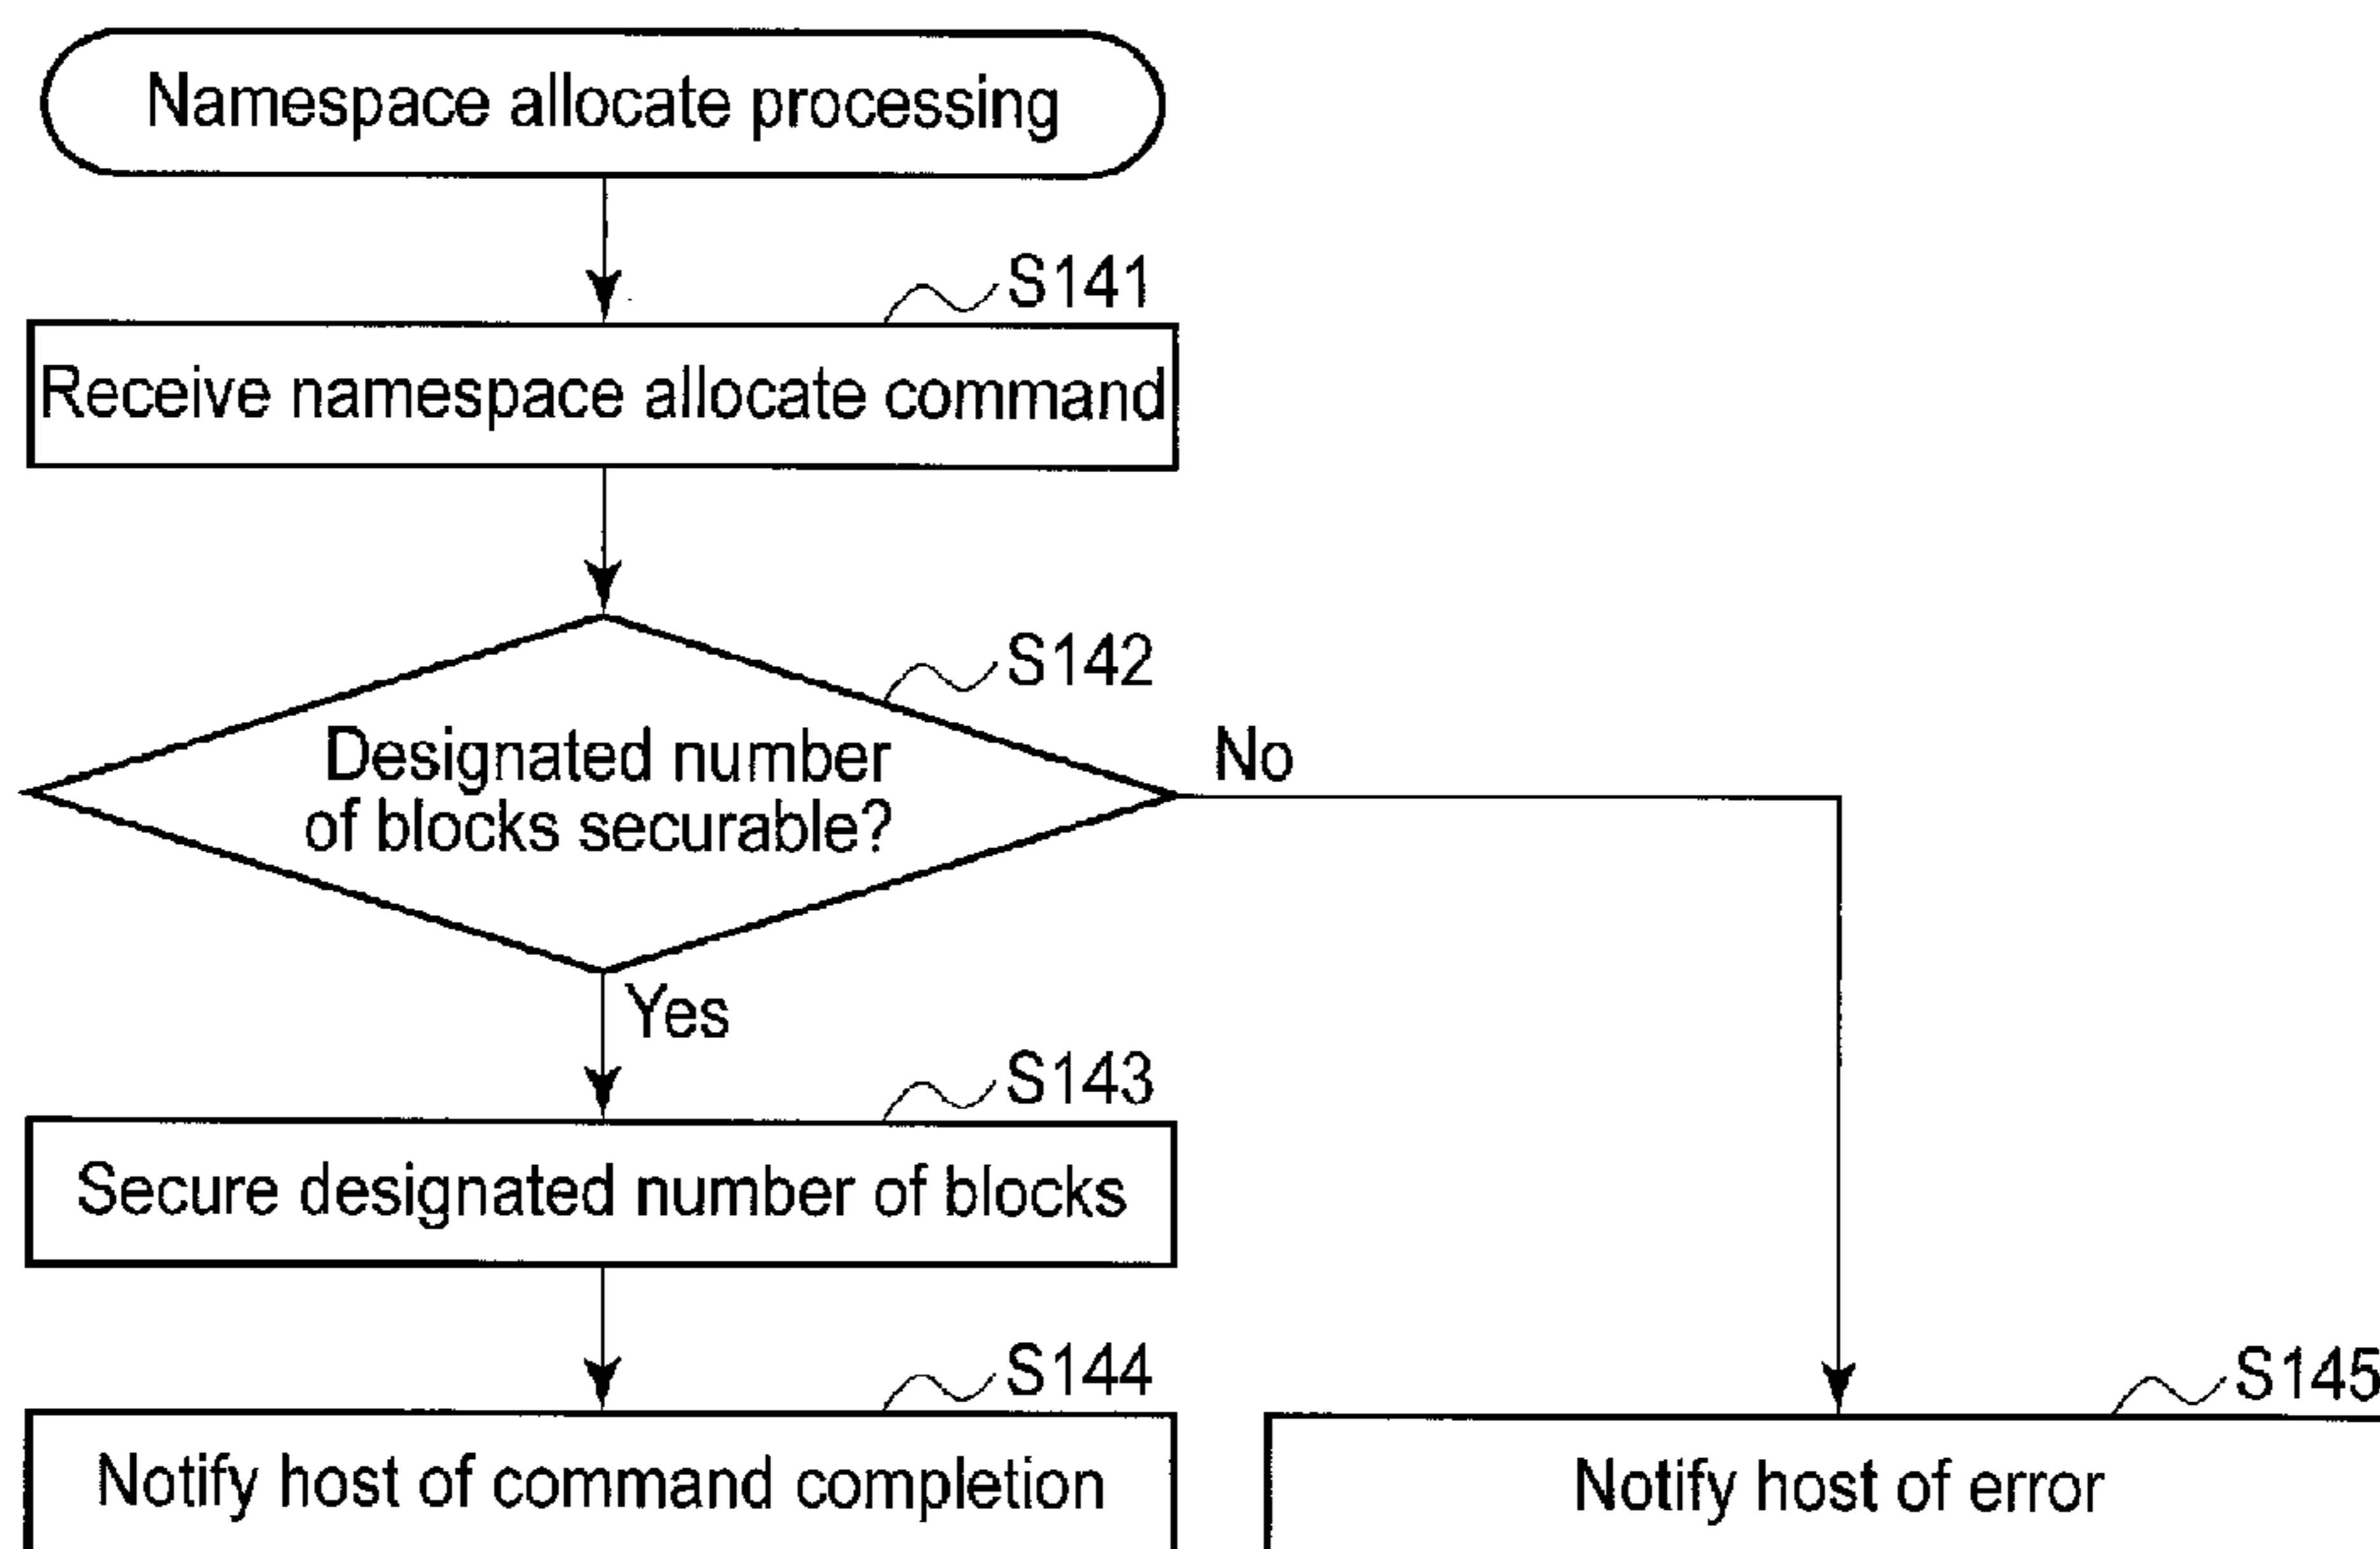 Namespace allocate processing
S141
Receive namespace allocate command
S142
Designated number
of blocks securable?
No
Yes
S143
Secure designated number of blocks
S144
Notify host of command completion
S145
Notify host of error